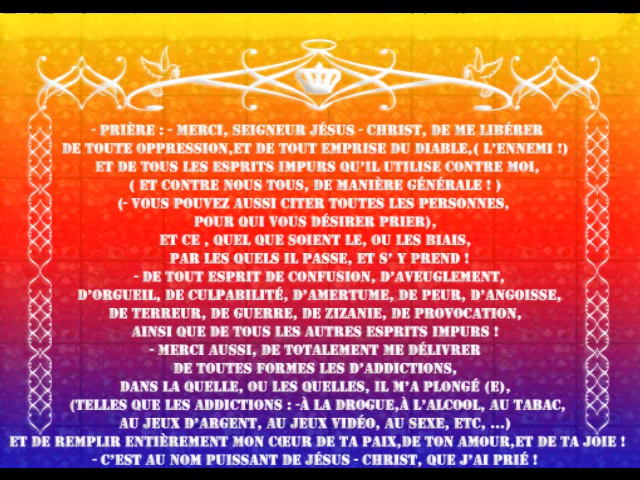 - PRIÈRE : - MERCI, SEIGNEUR JÉSUS - CHRIST, DE ME LIBÉRER
DE TOUTE OPPRESSION,ET DE TOUT EMPRISE DU DIABLE,( L'ENNEMI !)
ET DE TOUS LES ESPRITS IMPURS QU'IL UTILISE CONTRE MOI,
( ET CONTRE NOUS TOUS, DE MANIÈRE GÉNÉRALE ! )
(- VOUS POUVEZ AUSSI CITER TOUTES LES PERSONNES,
POUR QUI VOUS DÉSIRER PRIER),
ET CE , QUEL QUE SOIENT LE, OU LES BIAIS,
PAR LES QUELS IL PASSE, ET S' Y PREND !
- DE TOUT ESPRIT DE CONFUSION, D'AVEUGLEMENT,
D'ORGUEIL, DE CULPABILITÉ, D'AMERTUME, DE PEUR, D'ANGOISSE,
DE TERREUR, DE GUERRE, DE ZIZANIE, DE PROVOCATION,
AINSI QUE DE TOUS LES AUTRES ESPRITS IMPURS !
- MERCI AUSSI, DE TOTALEMENT ME DÉLIVRER
DE TOUTES FORMES LES D'ADDICTIONS,
DANS LA QUELLE, OU LES QUELLES, IL M'A PLONGÉ (E),
(TELLES QUE LES ADDICTIONS : -À LA DROGUE,À L'ALCOOL, AU TABAC,
AU JEUX D'ARGENT, AU JEUX VIDÉO, AU SEXE, ETC, ...)
ET DE REMPLIR ENTIÈREMENT MON CŒUR DE TA PAIX,DE TON AMOUR,ET DE TA JOIE !
- C'EST AU NOM PUISSANT DE JÉSUS - CHRIST, QUE J'AI PRIÉ !